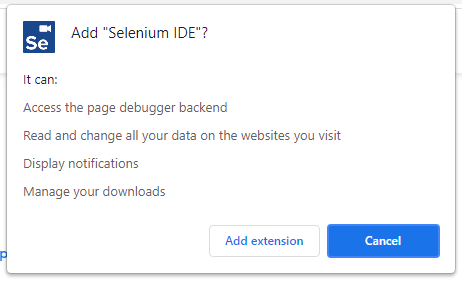 Se
Add "Selenium IDE"?
It can:
Access the page debugger backend
Read and change all your data on the websites you visit
Display notifications
Manage your downloads
Add extension
Cancel
p